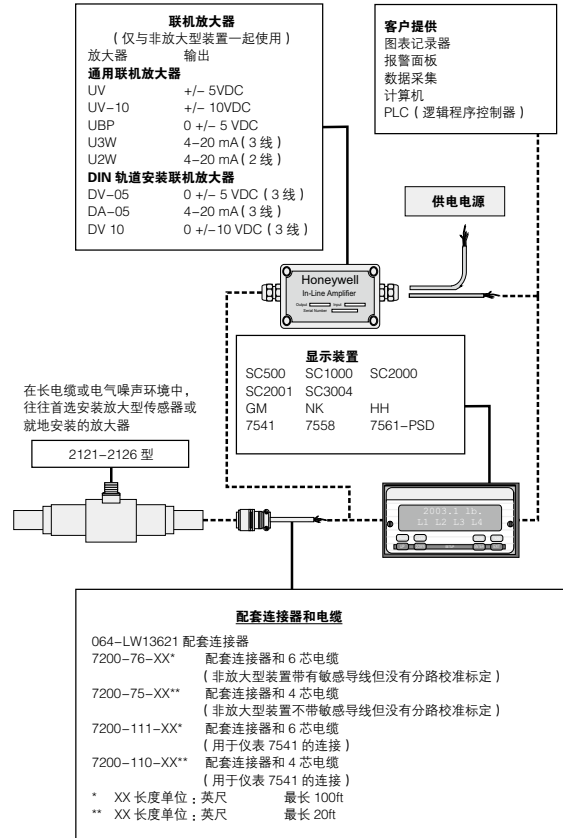 联机放大器
(仅与非放大型装置一起使用)
放大器 输出
通用联机放大器
UV +/– 5VDC
UV–10 +/– 10VDC
UBP 0 +/– 5 VDC
U3W 4–20 mA(3 线)
U2W 4–20 mA(2 线)
DIN 轨道安装联机放大器
DV–05 0 +/– 5 VDC (3 线)
DA–05 4–20 mA(3 线)
DV 10 0 +/–10 VDC (3 线)
客户提供
图表记录器
报警面板
数据采集
计算机
PLC(逻辑程序控制器)
供电电源
Honeywell
In-Line Amplifier
Output Input
Serial Number
显示装置
SC500 SC1000 SC2000
SC2001 SC3004
GM NK HH
7541 7558 7561–PSD
在长电缆或电气噪声环境中,
往往首选安装放大型传感器或
就地安装的放大器
2121–2126 型
2003.1 lb.
L1 L2 L3 L4
配套连接器和电缆
064–LW13621 配套连接器
7200–76–XX* 配套连接器和 6 芯电缆
(非放大型装置带有敏感导线但没有分路校准标定)
7200–75–XX** 配套连接器和 4 芯电缆
(非放大型装置不带敏感导线但没有分路校准标定)
7200–111–XX* 配套连接器和 6 芯电缆
(用于仪表 7541 的连接)
7200–110–XX** 配套连接器和 4 芯电缆
(用于仪表 7541 的连接)
* XX 长度单位:英尺 最长 100ft
** XX 长度单位:英尺 最长 20ft